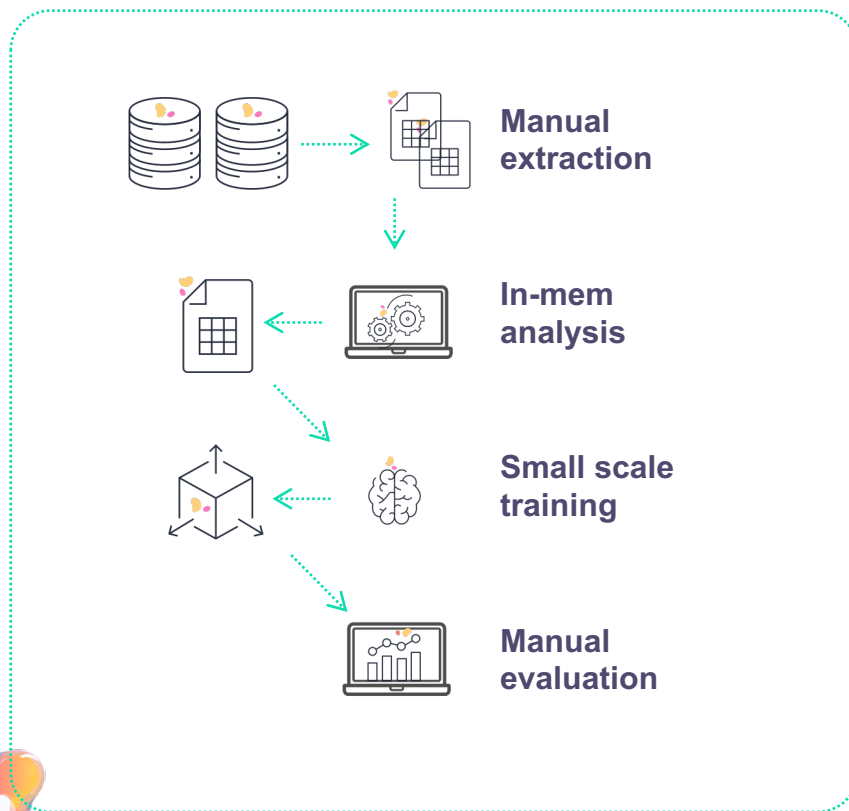 Manual
extraction
In-mem
analysis
Small scale
training
Manual
evaluation